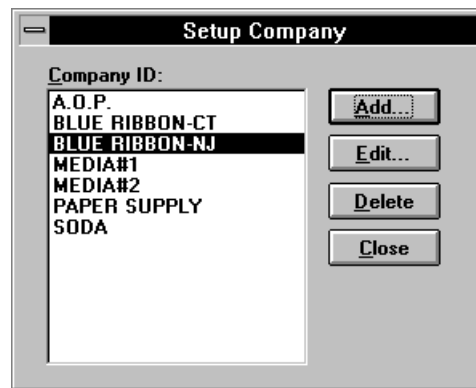 Setup Company
Company ID:
A.O.P.
BLUE RIBBON-CT
BLUE RIBBON-NJ
MEDIA#1
MEDIA#2
PAPER SUPPLY
SODA
Add...
Edit...
Delete
Close